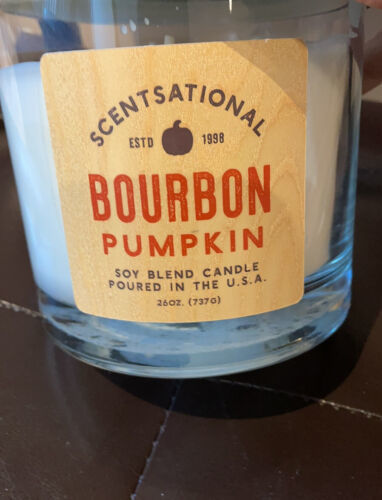 SCENTSATIONAL
ESTD 1998
BOURBON
PUMPKIN
SOY BLEND CANDLE
POURED IN THE U.S.A.
26OZ. (737G)